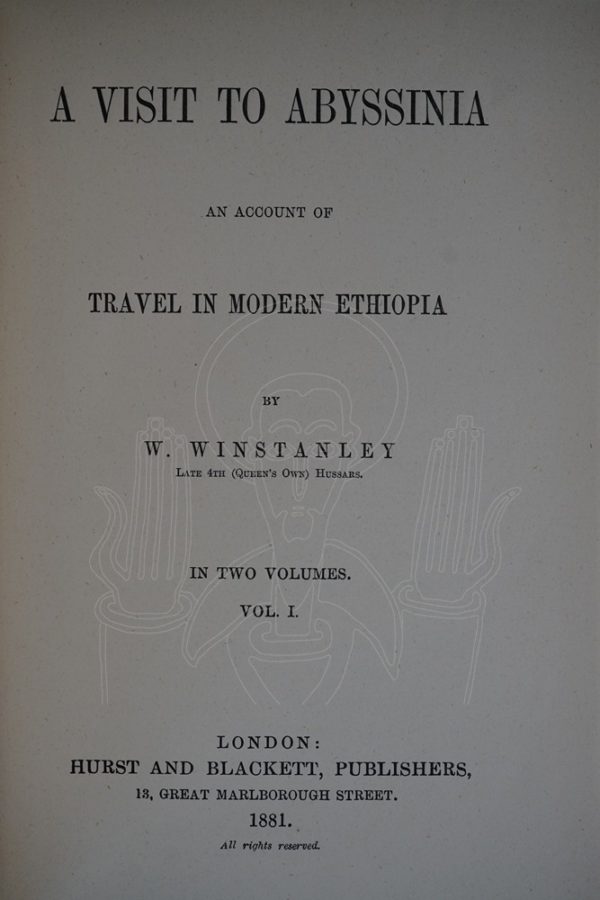 A VISIT TO ABYSSINIA
AN ACCOUNT OF
TRAVEL IN MODERN ETHIOPIA
BY
W. WINSTANLEY
LATE 4TH (QUEEN'S OWN) HUSSARS.
IN TWO VOLUMES.
VOL. I.
LONDON:
HURST AND BLACKETT, PUBLISHERS,
13, GREAT MARLBOROUGH STREET.
1881.
All rights reserved.